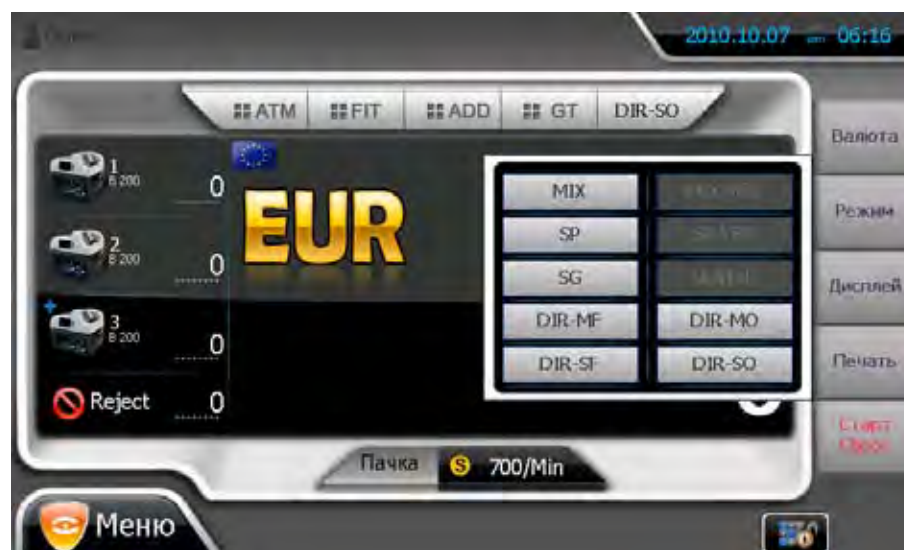 2010.10.07 06:16
ATM FIT ADD GT DIR-SO
Валюта
1
B 200
0
EUR
MIX
Режим
SP
2
B 200
0
SG
Дисплей
DIR-MF DIR-MO
3
B 200
0
DIR-SF DIR-SO
Печать
Reject 0
Старт
Сброс
Пачка S 700/Min
Меню